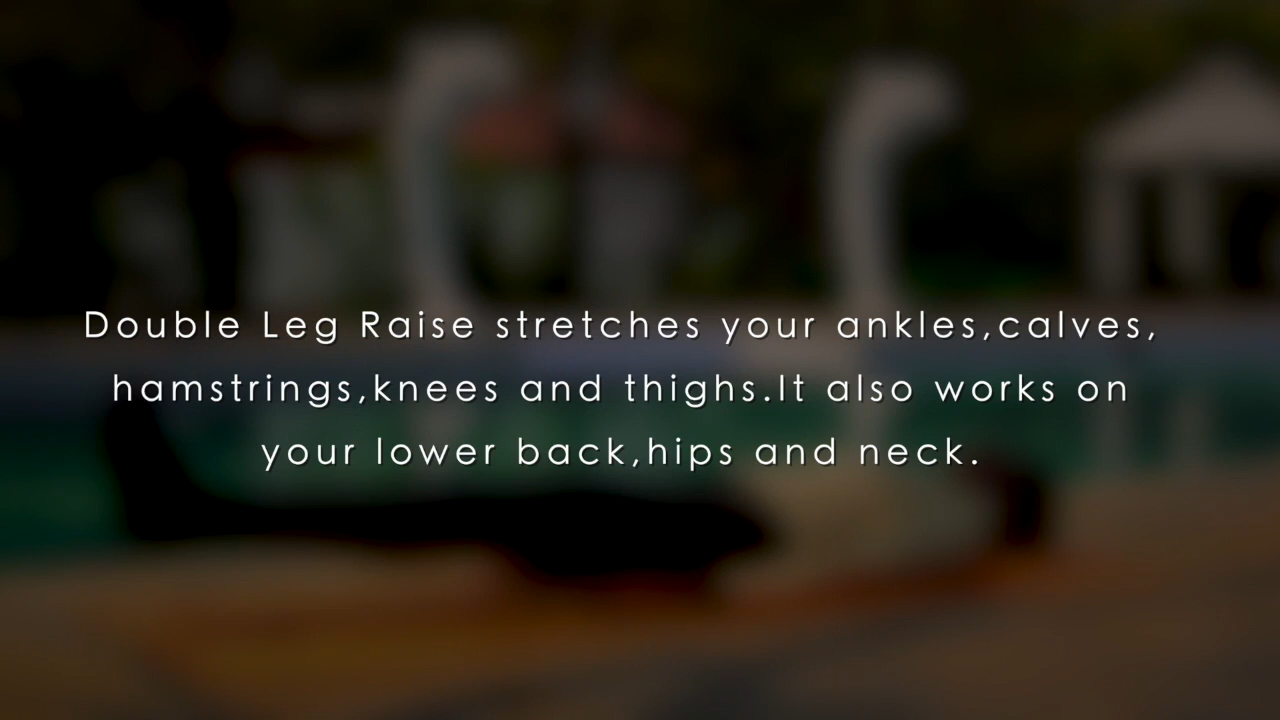 Double Leg Raise stretches your ankles,calves,
hamstrings,knees and thighs.It also works on
your lower back,hips and neck.